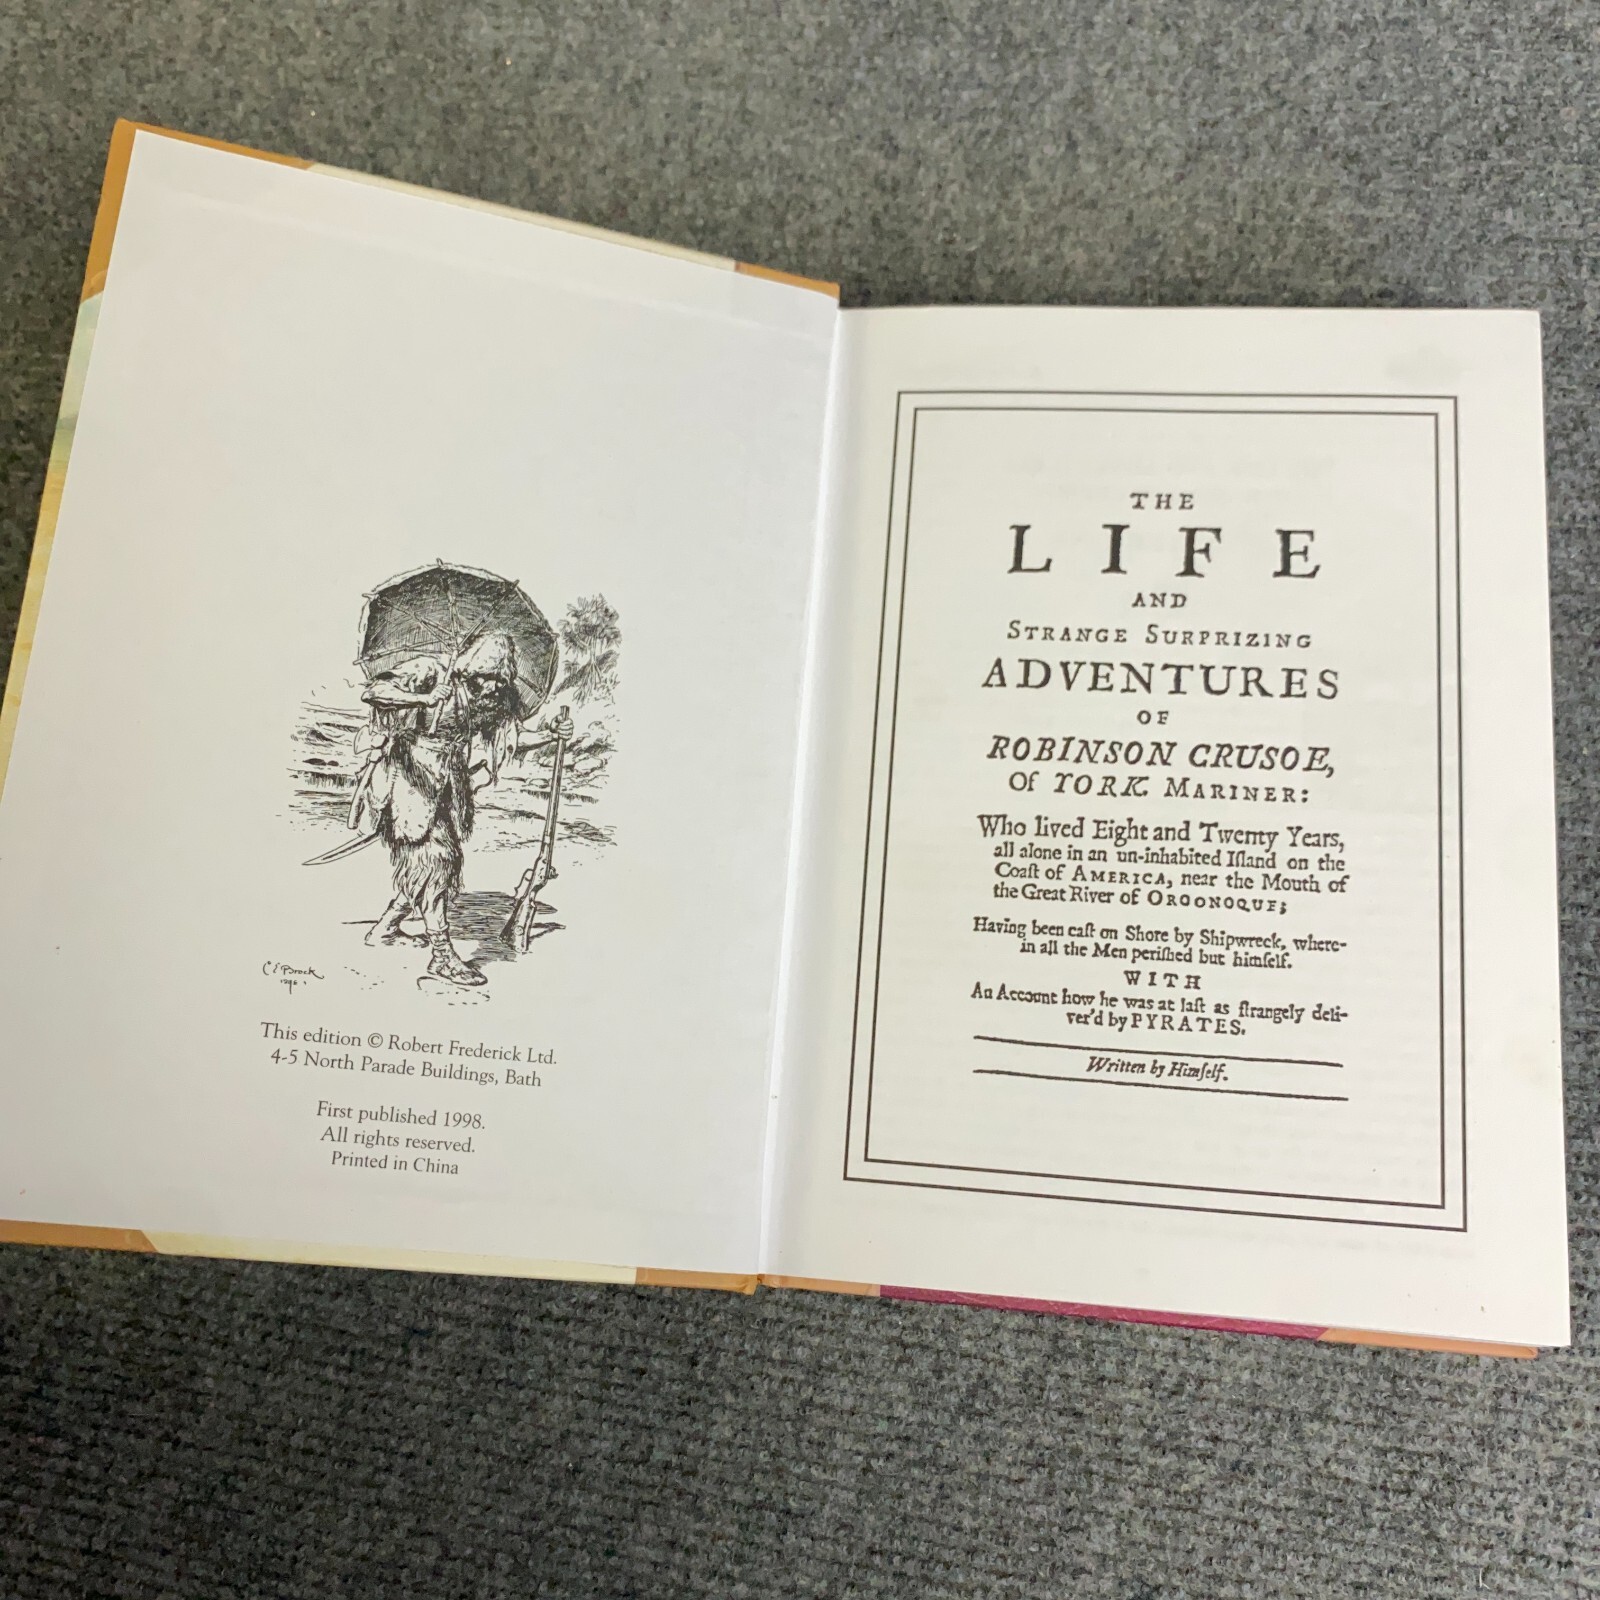 C E Brock
This edition © Robert Frederick Ltd.
4-5 North Parade Buildings, Bath
First published 1998.
All rights reserved.
Printed in China
THE
LIFE
AND
STRANGE SURPRIZING
ADVENTURES
OF
ROBINSON CRUSOE,
Of YORK. MARINER:
Who lived Eight and Twenty Years,
all alone in an un-inhabited Iſland on the
Coaſt of AMERICA, near the Mouth of
the Great River of OROONOQUE;
Having been caſt on Shore by Shipwreck, where-
in all the Men periſhed but himſelf.
WITH
An Account how he was at laſt as ſtrangely deli-
ver'd by PYRATES.
Written by Himſelf.